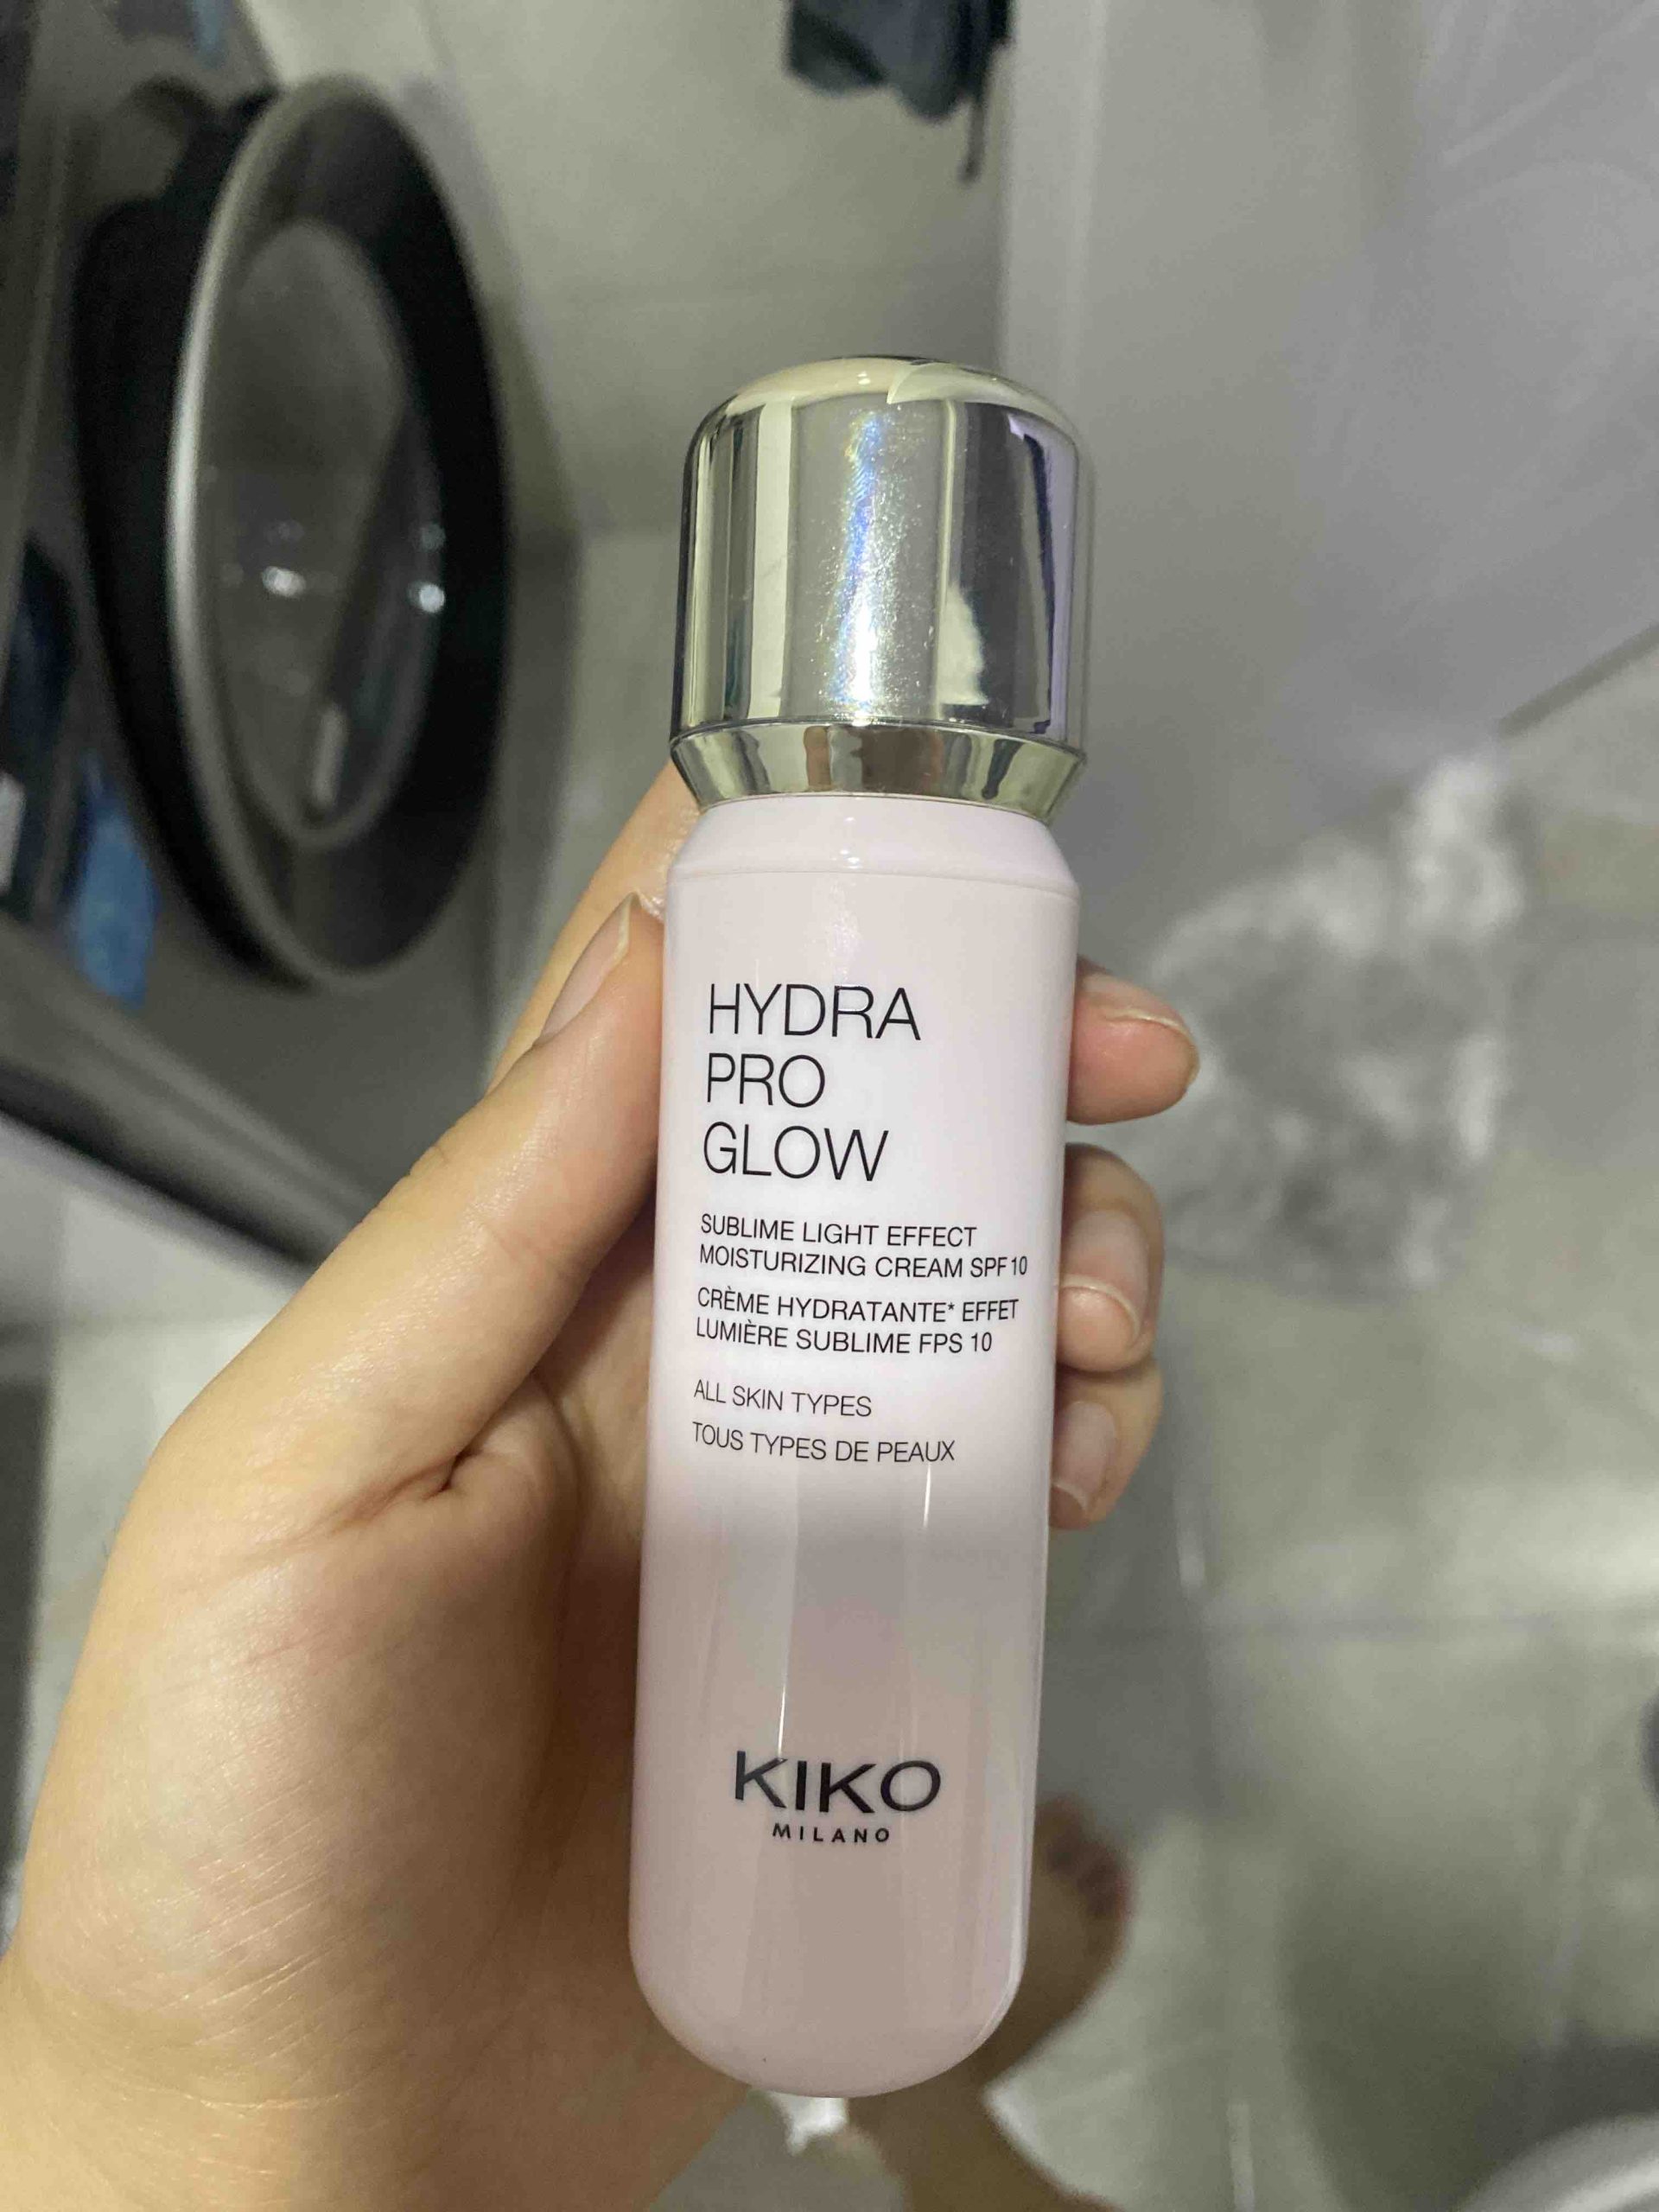 HYDRA
PRO
GLOW
SUBLIME LIGHT EFFECT
MOISTURIZING CREAM SPF 10
CRÈME HYDRATANTE* EFFET
LUMIÈRE SUBLIME FPS 10
ALL SKIN TYPES
TOUS TYPES DE PEAUX
KIKO
MILANO